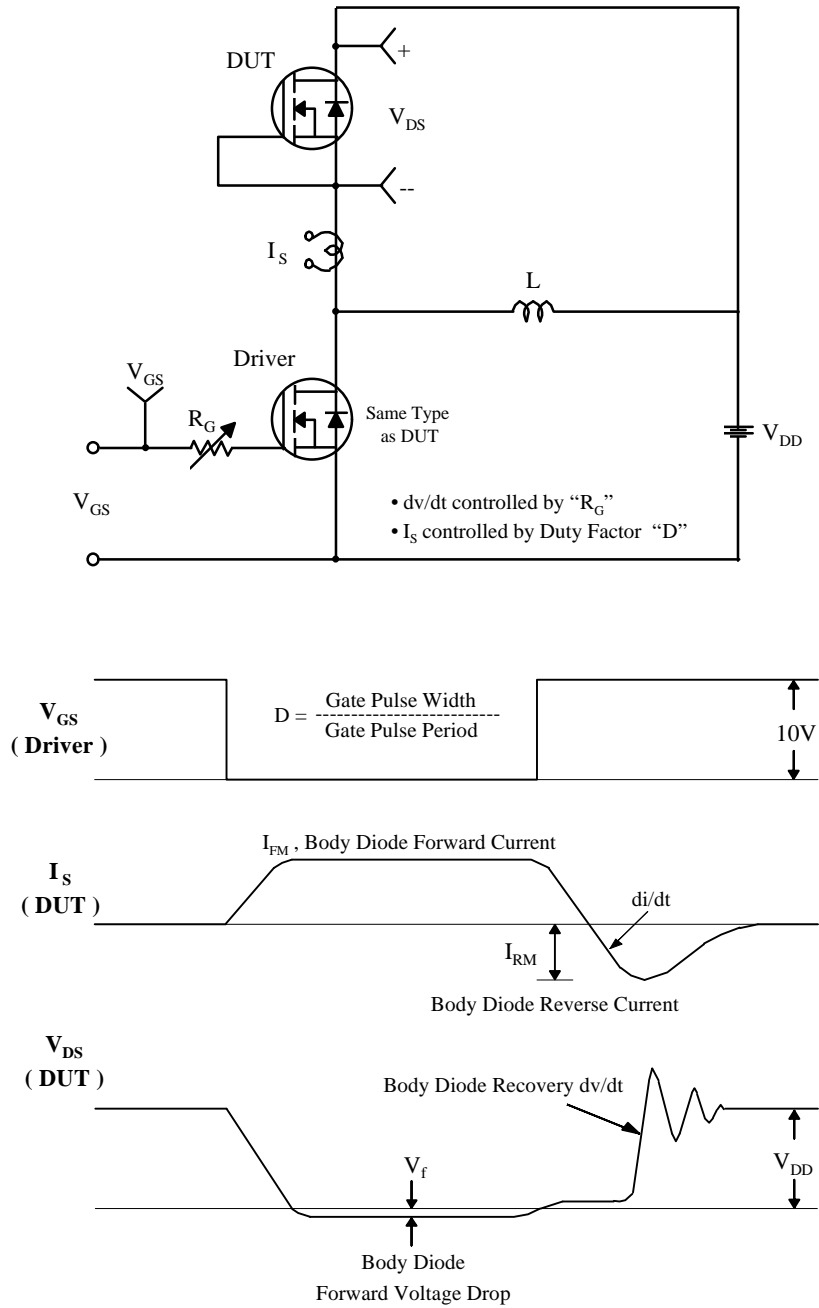 DUT
+
V_DS
--
I_S
L
Driver
V_GS
R_G
Same Type
as DUT
V_DD
V_GS
• dv/dt controlled by “R_G”
• I_S controlled by Duty Factor “D”
V_GS
( Driver )
D = Gate Pulse Width
--------------------------
Gate Pulse Period
10V
I_FM , Body Diode Forward Current
I_S
( DUT )
di/dt
I_RM
Body Diode Reverse Current
V_DS
( DUT )
Body Diode Recovery dv/dt
V_f
V_DD
Body Diode
Forward Voltage Drop